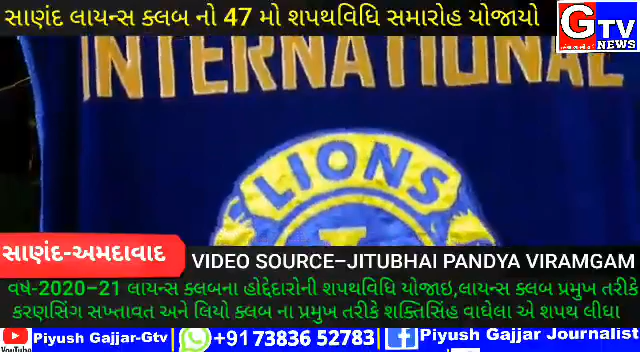 સાણંદ લાયન્સ ક્લબ નો 47 મો શપથવિધિ સમારોહ યોજાયો
GTV
NEWS
INTERNATIONAL
LIONS
L
સાણંદ-અમદાવાદ
VIDEO SOURCE–JITUBHAI PANDYA VIRAMGAM
વર્ષ-2020–21 લાયન્સ ક્લબના હોદ્દેદારોની શપથવિધિ યોજાઇ,લાયન્સ ક્લબ પ્રમુખ તરીકે
કરણસિંગ સખ્તાવત અને લિયો ક્લબ ના પ્રમુખ તરીકે શક્તિસિંહ વાઘેલા એ શપથ લીધા
YouTube Piyush Gajjar-Gtv +91 73836 52783 Piyush Gajjar Journalist